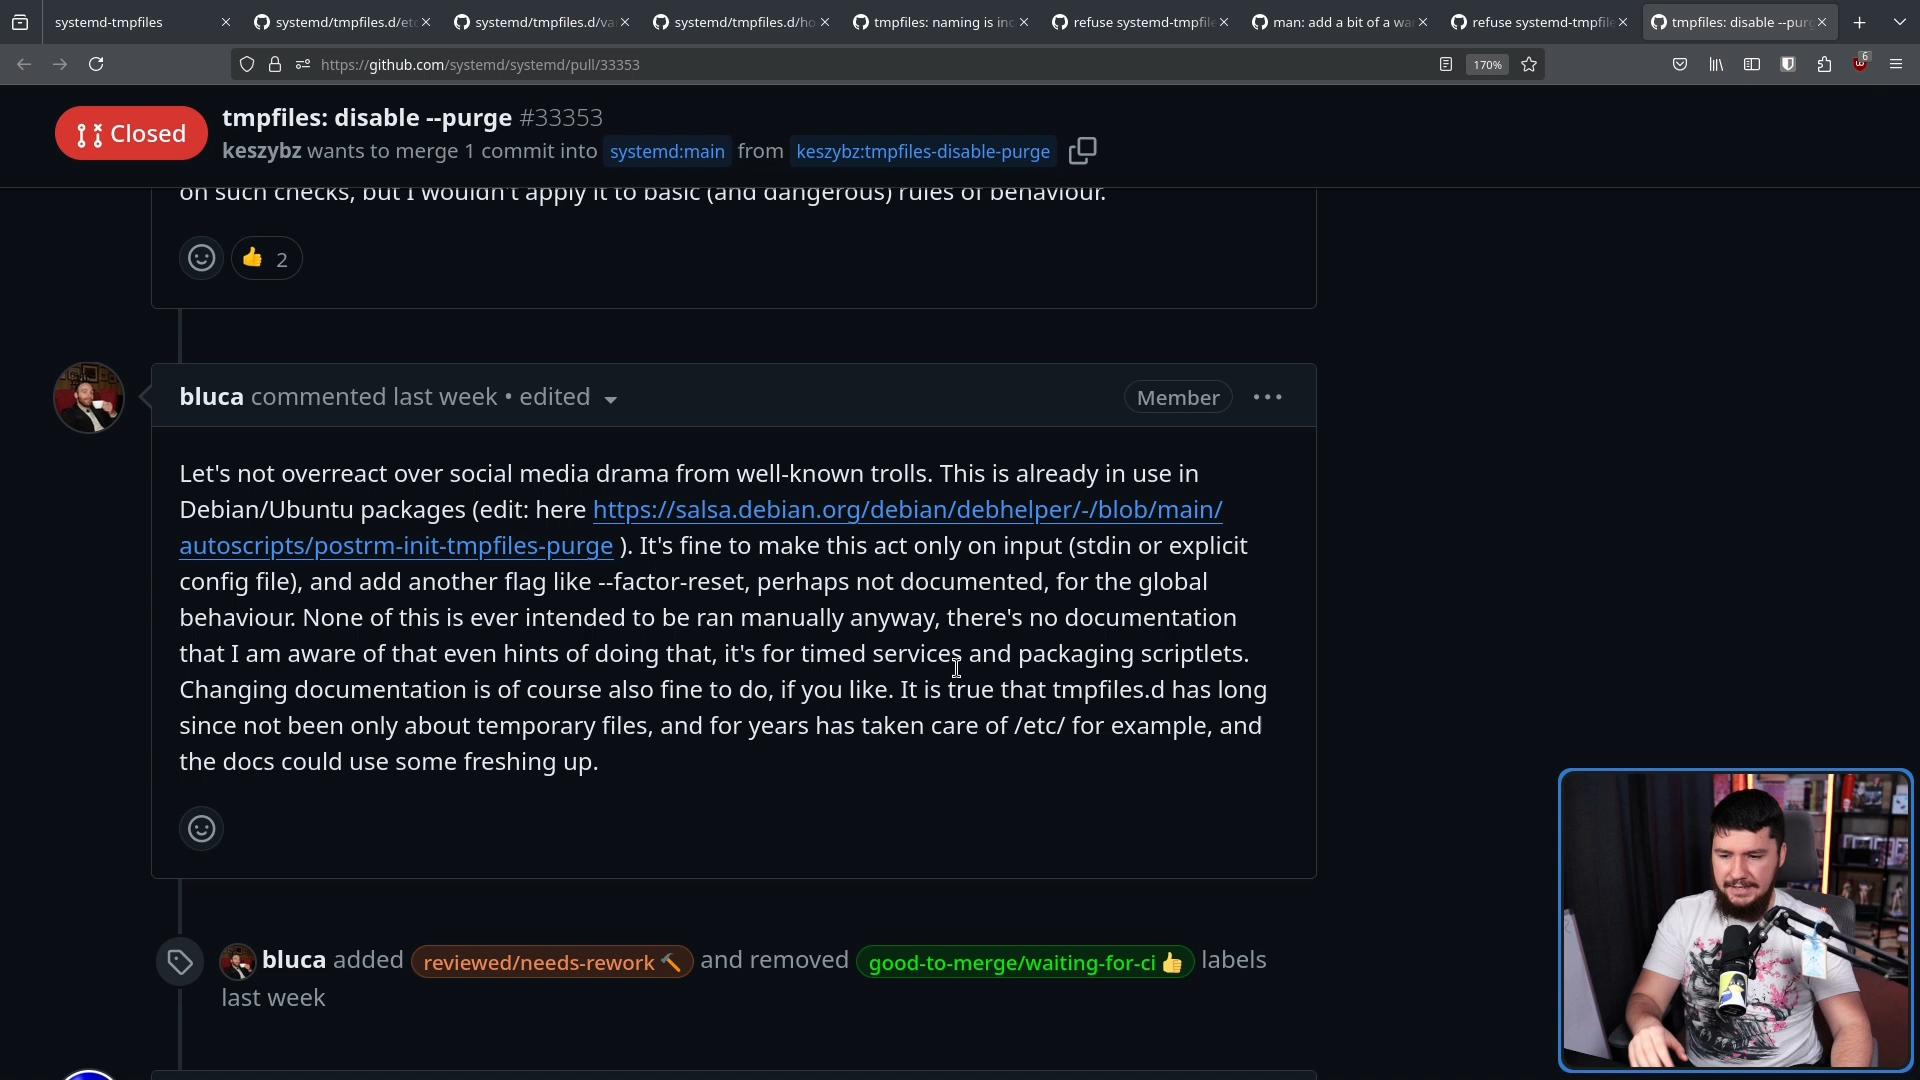 systemd-tmpfiles
systemd/tmpfiles.d/etc
systemd/tmpfiles.d/va
systemd/tmpfiles.d/ho
tmpfiles: naming is inc
refuse systemd-tmpfile
man: add a bit of a wa
refuse systemd-tmpfile
tmpfiles: disable --purg
https://github.com/systemd/systemd/pull/33353
170%
6
Closed
tmpfiles: disable --purge #33353
keszybz wants to merge 1 commit into systemd:main from keszybz:tmpfiles-disable-purge
on such checks, but I wouldn't apply it to basic (and dangerous) rules of behaviour.
👍 2
bluca commented last week • edited
Member
Let's not overreact over social media drama from well-known trolls. This is already in use in
Debian/Ubuntu packages (edit: here https://salsa.debian.org/debian/debhelper/-/blob/main/
autoscripts/postrm-init-tmpfiles-purge ). It's fine to make this act only on input (stdin or explicit
config file), and add another flag like --factor-reset, perhaps not documented, for the global
behaviour. None of this is ever intended to be ran manually anyway, there's no documentation
that I am aware of that even hints of doing that, it's for timed services and packaging scriptlets.
Changing documentation is of course also fine to do, if you like. It is true that tmpfiles.d has long
since not been only about temporary files, and for years has taken care of /etc/ for example, and
the docs could use some freshing up.
bluca added reviewed/needs-rework 🔨 and removed good-to-merge/waiting-for-ci 👍 labels
last week